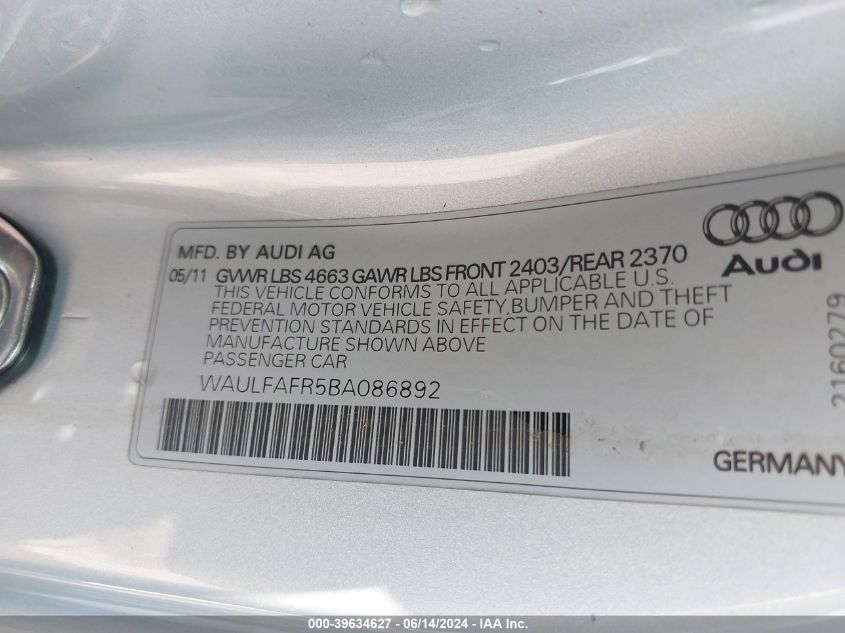 MFD. BY AUDI AG
05/11 GVWR LBS 4663 GAWR LBS FRONT 2403/REAR 2370
THIS VEHICLE CONFORMS TO ALL APPLICABLE U.S.
FEDERAL MOTOR VEHICLE SAFETY,BUMPER AND THEFT
PREVENTION STANDARDS IN EFFECT ON THE DATE OF
MANUFACTURE SHOWN ABOVE
PASSENGER CAR
WAULFAFR5BA086892
Audi
2160279
GERMANY
000-39634627 - 06/14/2024 - IAA Inc.